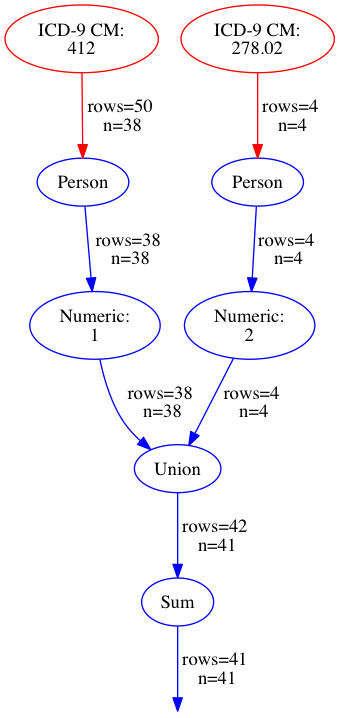 ICD-9 CM:
412
ICD-9 CM:
278.02
rows=50
n=38
rows=4
n=4
Person
Person
rows=38
n=38
rows=4
n=4
Numeric:
1
Numeric:
2
rows=38
n=38
rows=4
n=4
Union
rows=42
n=41
Sum
rows=41
n=41